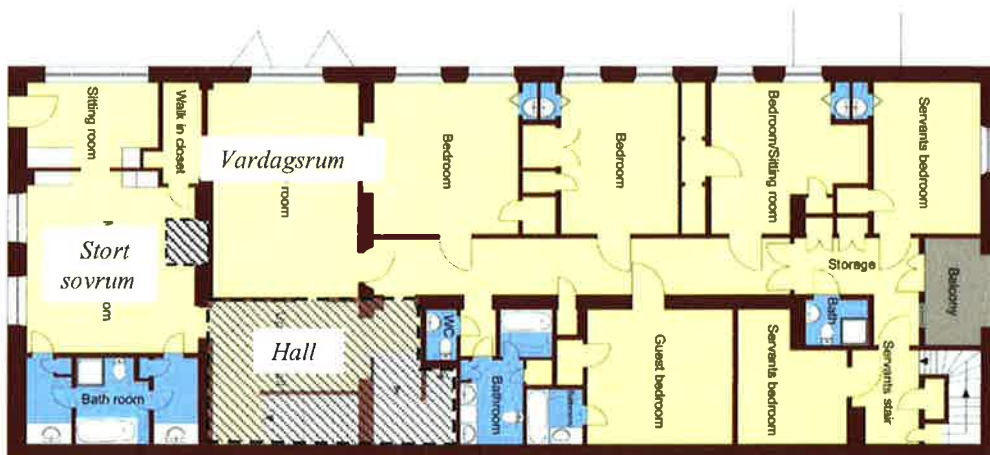 Sitting room
Walk in closet
Vardagsrum
room
Bedroom
Bedroom
Bedroom/Sitting room
Servants bedroom
Stort
sovrum
Storage
Balcony
Hall
WC
Bath
Bathroom
Guest bedroom
Servants bedroom
Servants stair
Bath room